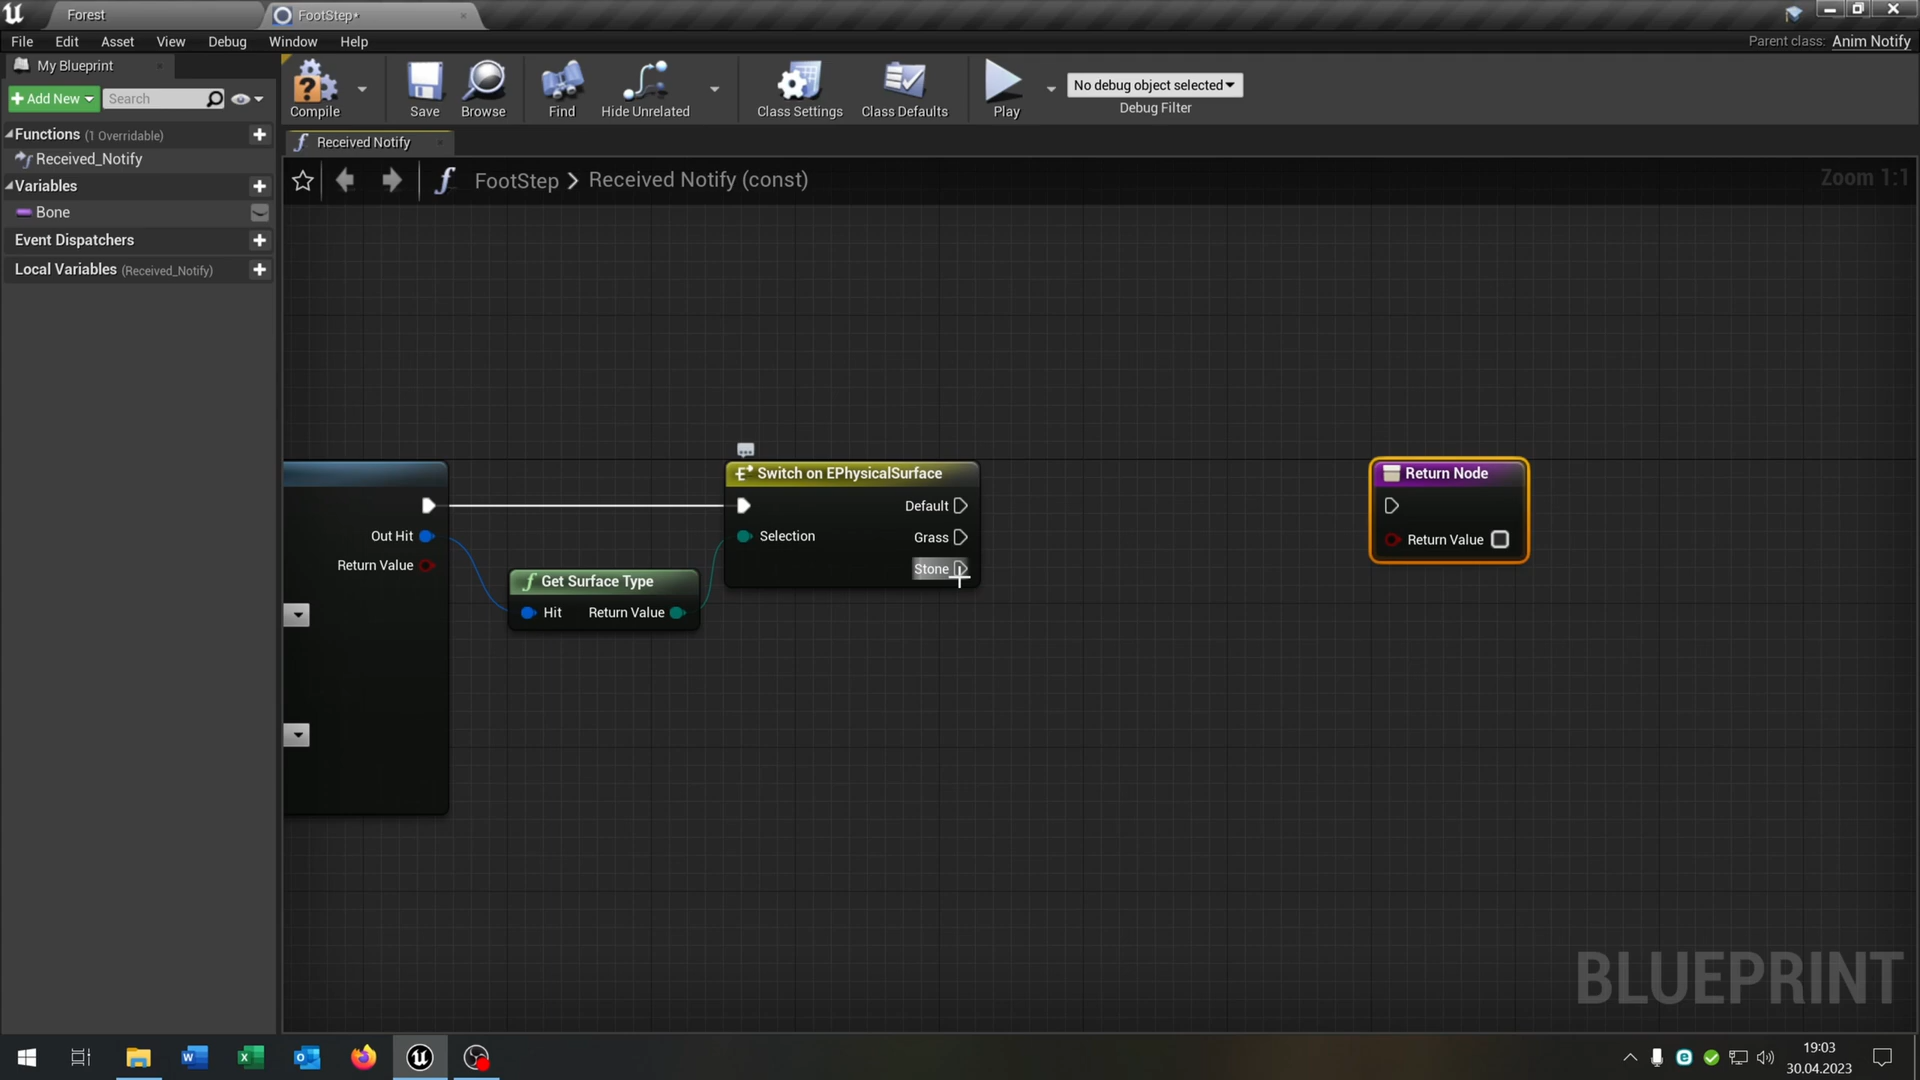 Forest
FootStep*
File Edit Asset View Debug Window Help
Parent class: Anim Notify
My Blueprint
Add New
Search
Compile
Save
Browse
Find
Hide Unrelated
Class Settings
Class Defaults
Play
No debug object selected
Debug Filter
Functions (1 Overridable)
Received_Notify
Variables
Bone
Event Dispatchers
Local Variables (Received_Notify)
Received Notify
FootStep > Received Notify (const)
Zoom 1:1
Out Hit
Return Value
Get Surface Type
Hit Return Value
Switch on EPhysicalSurface
Default
Selection Grass
Stone
Return Node
Return Value
BLUEPRINT
19:03
30.04.2023